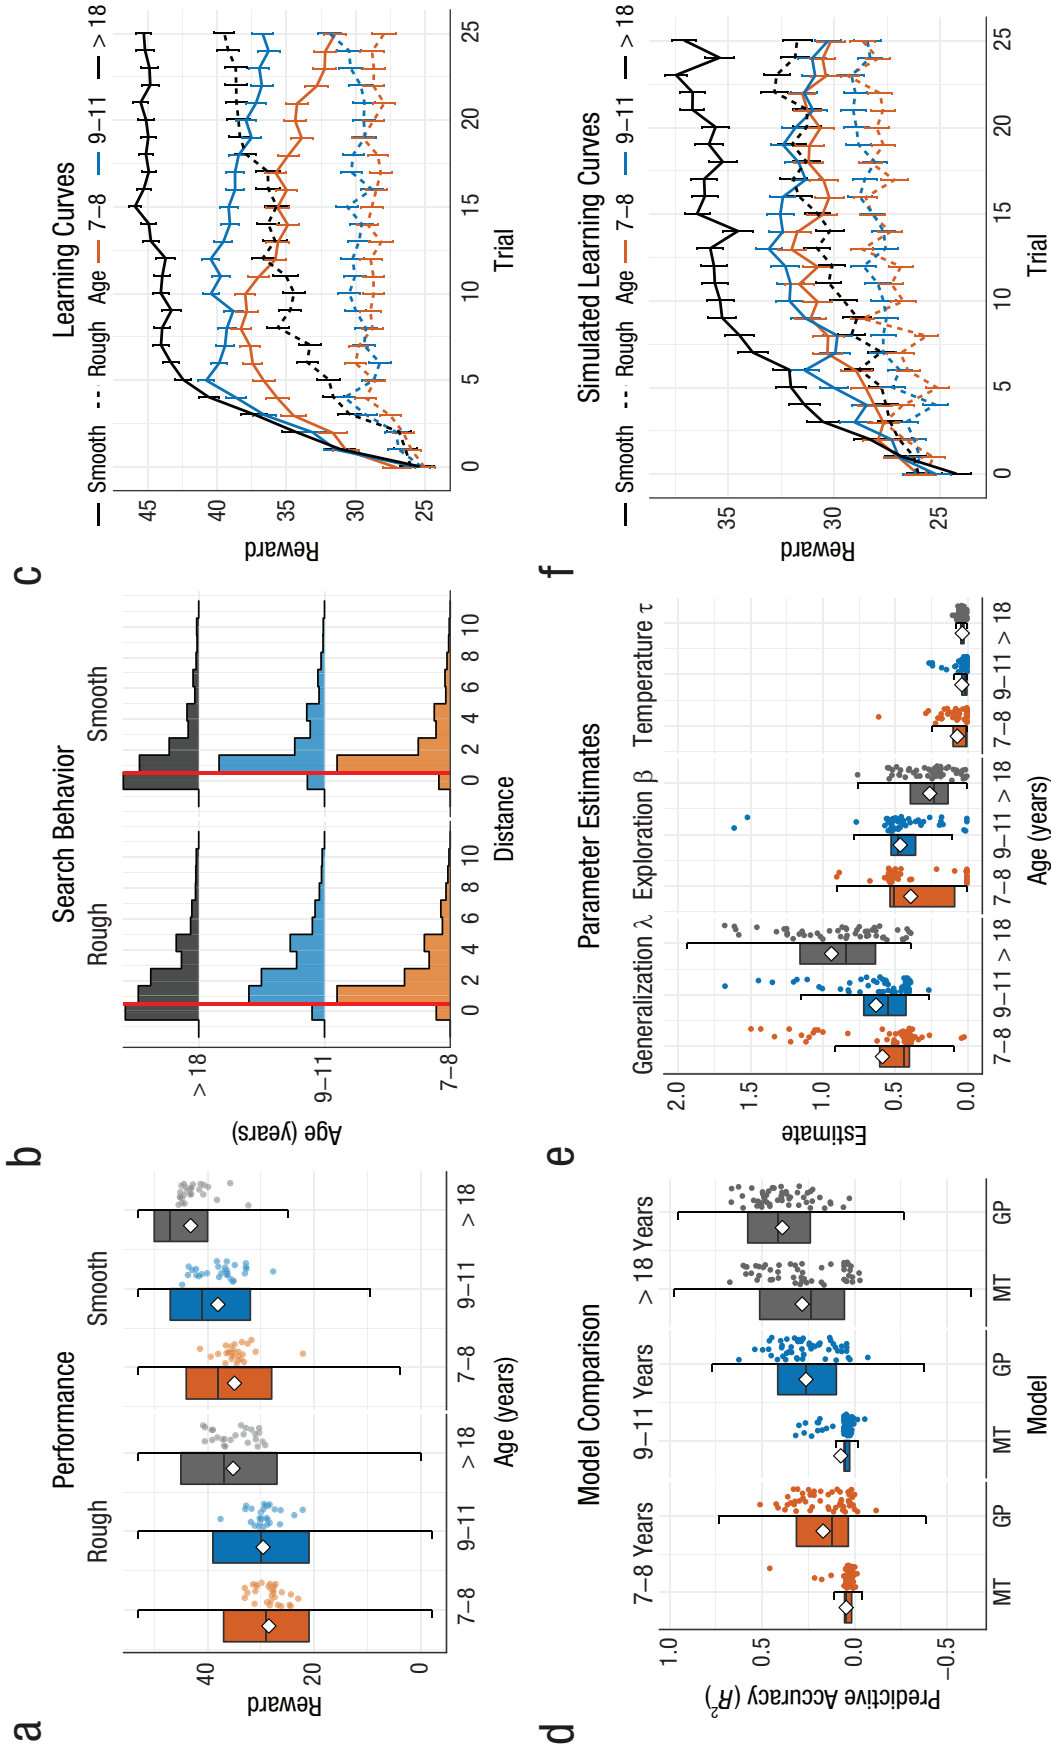 a
Performance
Rough
Smooth
Reward
40
20
0
7–8
9–11
> 18
7–8
9–11
> 18
Age (years)
b
Search Behavior
Rough
Smooth
Age (years)
> 18
9–11
7–8
0 2 4 6 8 10
0 2 4 6 8 10
Distance
c
Learning Curves
Smooth Rough Age 7–8 9–11 > 18
Reward
45
40
35
30
25
0 5 10 15 20 25
Trial
d
Model Comparison
7–8 Years
9–11 Years
> 18 Years
Predictive Accuracy (R²)
1.0
0.5
0.0
–0.5
MT GP MT GP MT GP
Model
e
Parameter Estimates
Generalization λ
Exploration β
Temperature τ
Estimate
2.0
1.5
1.0
0.5
0.0
7–8 9–11 > 18
7–8 9–11 > 18
7–8 9–11 > 18
Age (years)
f
Simulated Learning Curves
Smooth Rough Age 7–8 9–11 > 18
Reward
35
30
25
0 5 10 15 20 25
Trial